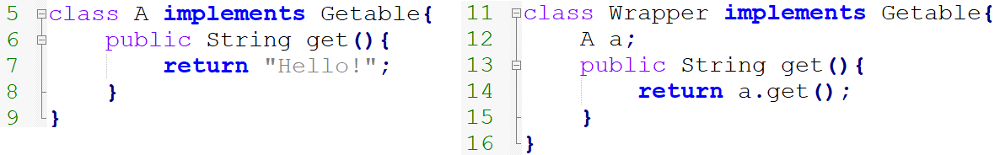 5 class A implements Getable{
6 public String get(){
7 return "Hello!";
8 }
9 }
11 class Wrapper implements Getable{
12 A a;
13 public String get(){
14 return a.get();
15 }
16 }